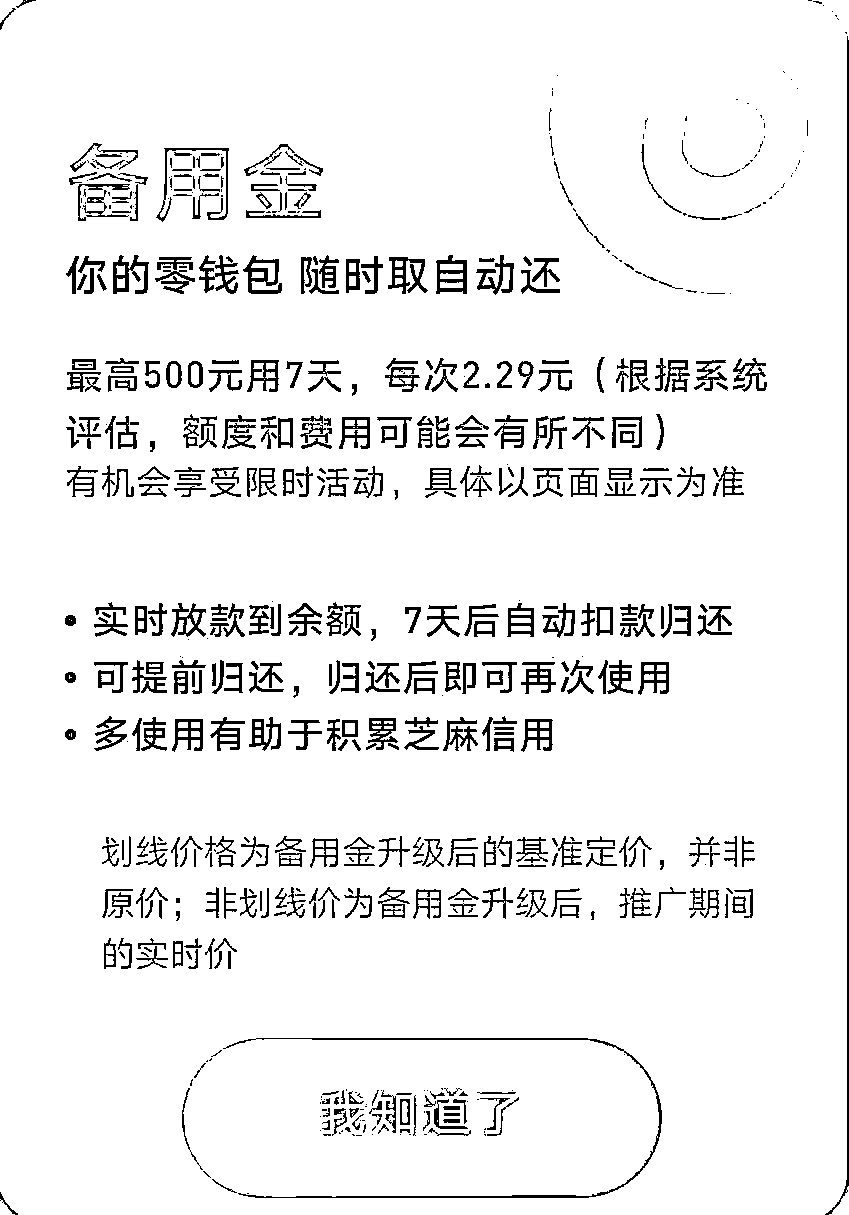 备用金
你的零钱包 随时取自动还
最高500元用7天，每次2.29元（根据系统
评估，额度和费用可能会有所不同）
有机会享受限时活动，具体以页面显示为准
• 实时放款到余额，7天后自动扣款归还
• 可提前归还，归还后即可再次使用
• 多使用有助于积累芝麻信用
划线价格为备用金升级后的基准定价，并非
原价；非划线价为备用金升级后，推广期间
的实时价
我知道了